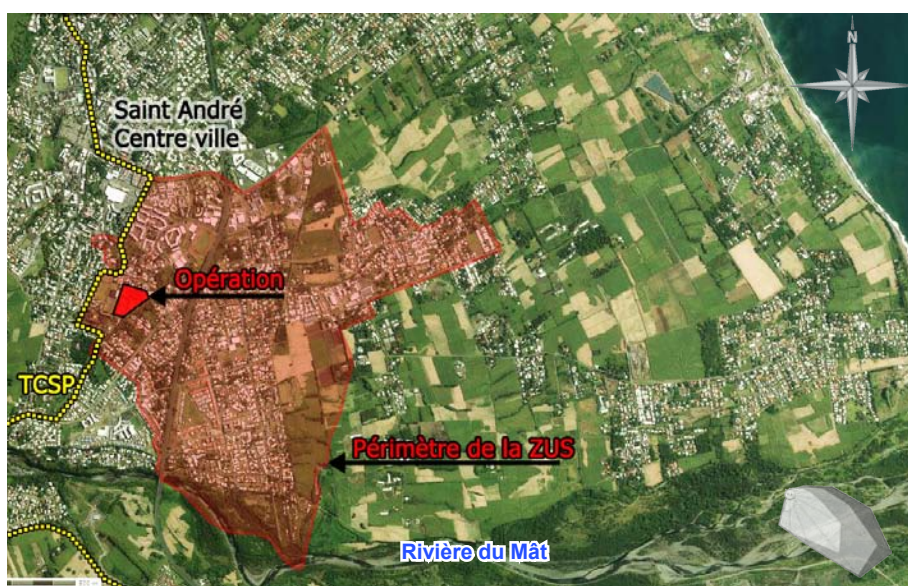 N
Saint André
Centre ville
Opération
TCSP
Périmètre de la ZUS
Rivière du Mât